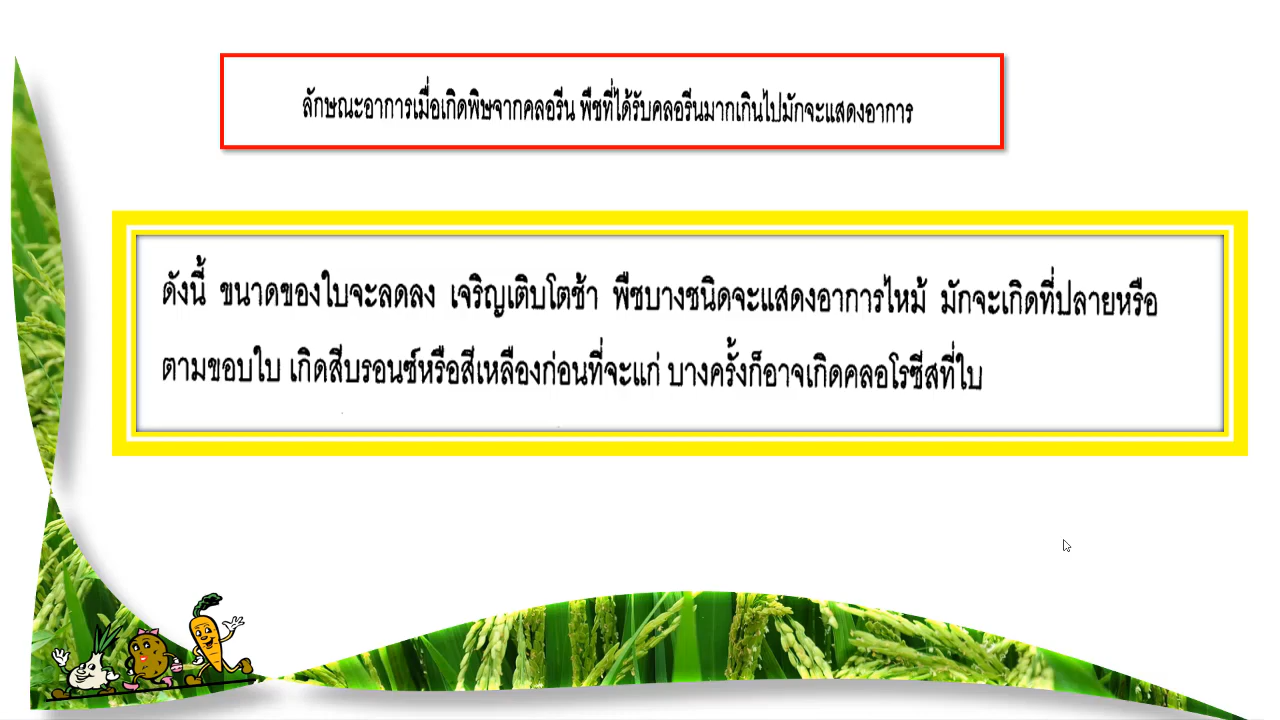 ลักษณะอาการเมื่อเกิดพิษจากคลอรีน พืชที่ได้รับคลอรีนมากเกินไปมักจะแสดงอาการ
ดังนี้ ขนาดของใบจะลดลง เจริญเติบโตช้า พืชบางชนิดจะแสดงอาการไหม้ มักจะเกิดที่ปลายหรือ
ตามขอบใบ เกิดสีบรอนซ์หรือสีเหลืองก่อนที่จะแก่ บางครั้งก็อาจเกิดคลอโรซีสที่ใบ